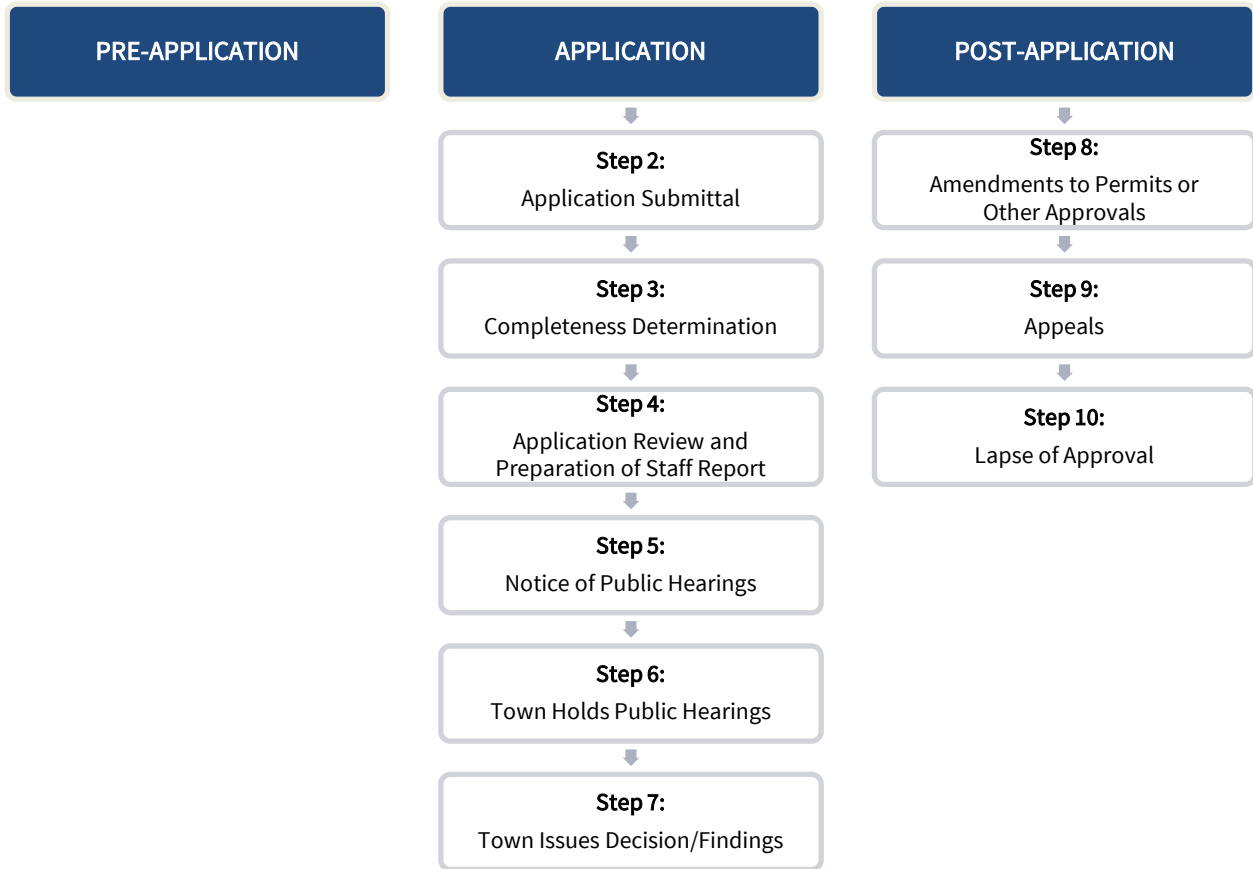 PRE-APPLICATION
APPLICATION
Step 2:
Application Submittal
Step 3:
Completeness Determination
Step 4:
Application Review and
Preparation of Staff Report
Step 5:
Notice of Public Hearings
Step 6:
Town Holds Public Hearings
Step 7:
Town Issues Decision/Findings
POST-APPLICATION
Step 8:
Amendments to Permits or
Other Approvals
Step 9:
Appeals
Step 10:
Lapse of Approval